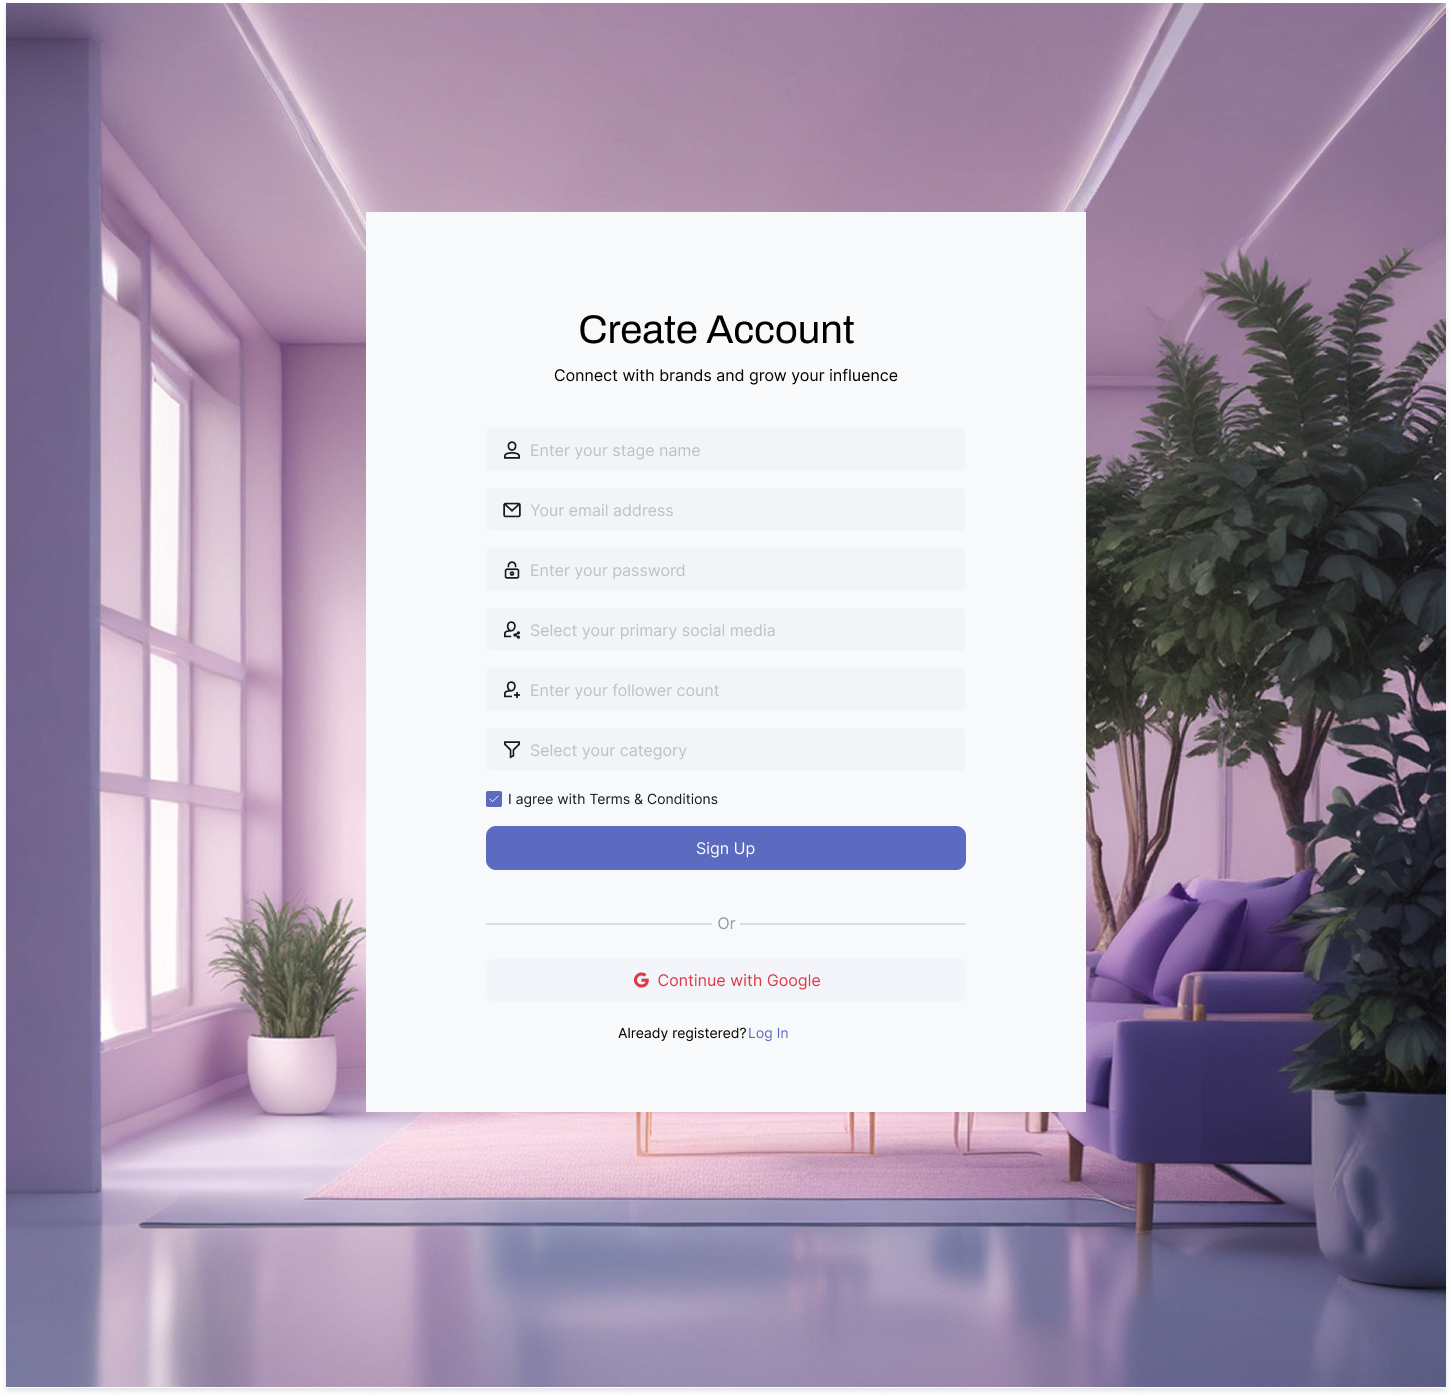 Create Account
Connect with brands and grow your influence
Enter your stage name
Your email address
Enter your password
Select your primary social media
Enter your follower count
Select your category
I agree with Terms & Conditions
Sign Up
Or
Continue with Google
Already registered? Log In